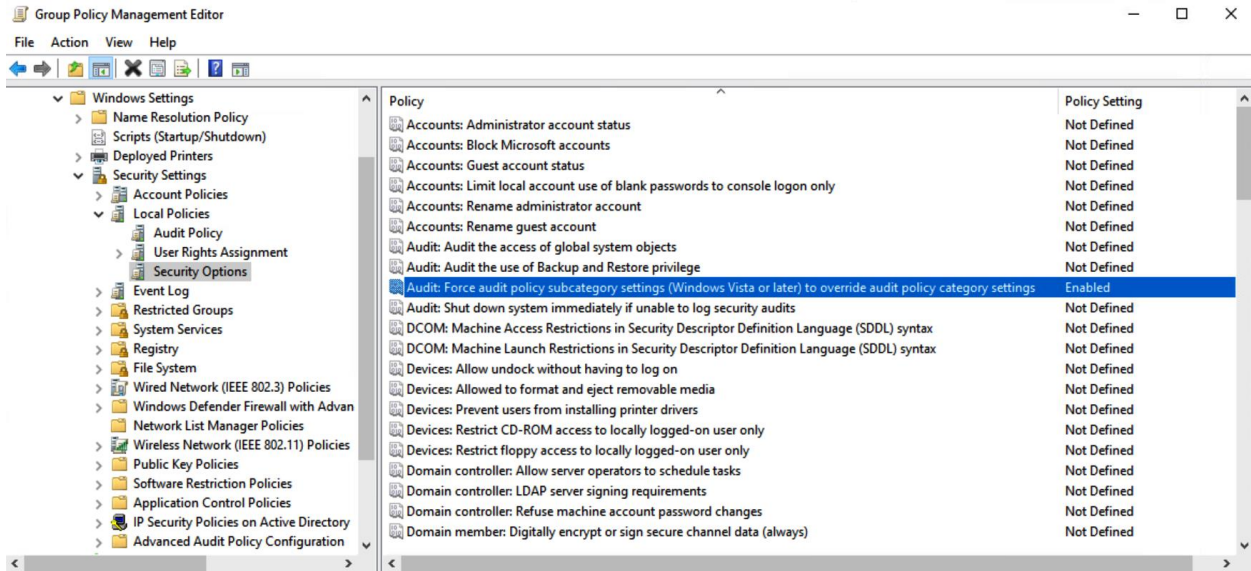 Group Policy Management Editor
File Action View Help
Windows Settings
Name Resolution Policy
Scripts (Startup/Shutdown)
Deployed Printers
Security Settings
Account Policies
Local Policies
Audit Policy
User Rights Assignment
Security Options
Event Log
Restricted Groups
System Services
Registry
File System
Wired Network (IEEE 802.3) Policies
Windows Defender Firewall with Advan
Network List Manager Policies
Wireless Network (IEEE 802.11) Policies
Public Key Policies
Software Restriction Policies
Application Control Policies
IP Security Policies on Active Directory
Advanced Audit Policy Configuration
Policy Policy Setting
Accounts: Administrator account status Not Defined
Accounts: Block Microsoft accounts Not Defined
Accounts: Guest account status Not Defined
Accounts: Limit local account use of blank passwords to console logon only Not Defined
Accounts: Rename administrator account Not Defined
Accounts: Rename guest account Not Defined
Audit: Audit the access of global system objects Not Defined
Audit: Audit the use of Backup and Restore privilege Not Defined
Audit: Force audit policy subcategory settings (Windows Vista or later) to override audit policy category settings Enabled
Audit: Shut down system immediately if unable to log security audits Not Defined
DCOM: Machine Access Restrictions in Security Descriptor Definition Language (SDDL) syntax Not Defined
DCOM: Machine Launch Restrictions in Security Descriptor Definition Language (SDDL) syntax Not Defined
Devices: Allow undock without having to log on Not Defined
Devices: Allowed to format and eject removable media Not Defined
Devices: Prevent users from installing printer drivers Not Defined
Devices: Restrict CD-ROM access to locally logged-on user only Not Defined
Devices: Restrict floppy access to locally logged-on user only Not Defined
Domain controller: Allow server operators to schedule tasks Not Defined
Domain controller: LDAP server signing requirements Not Defined
Domain controller: Refuse machine account password changes Not Defined
Domain member: Digitally encrypt or sign secure channel data (always) Not Defined